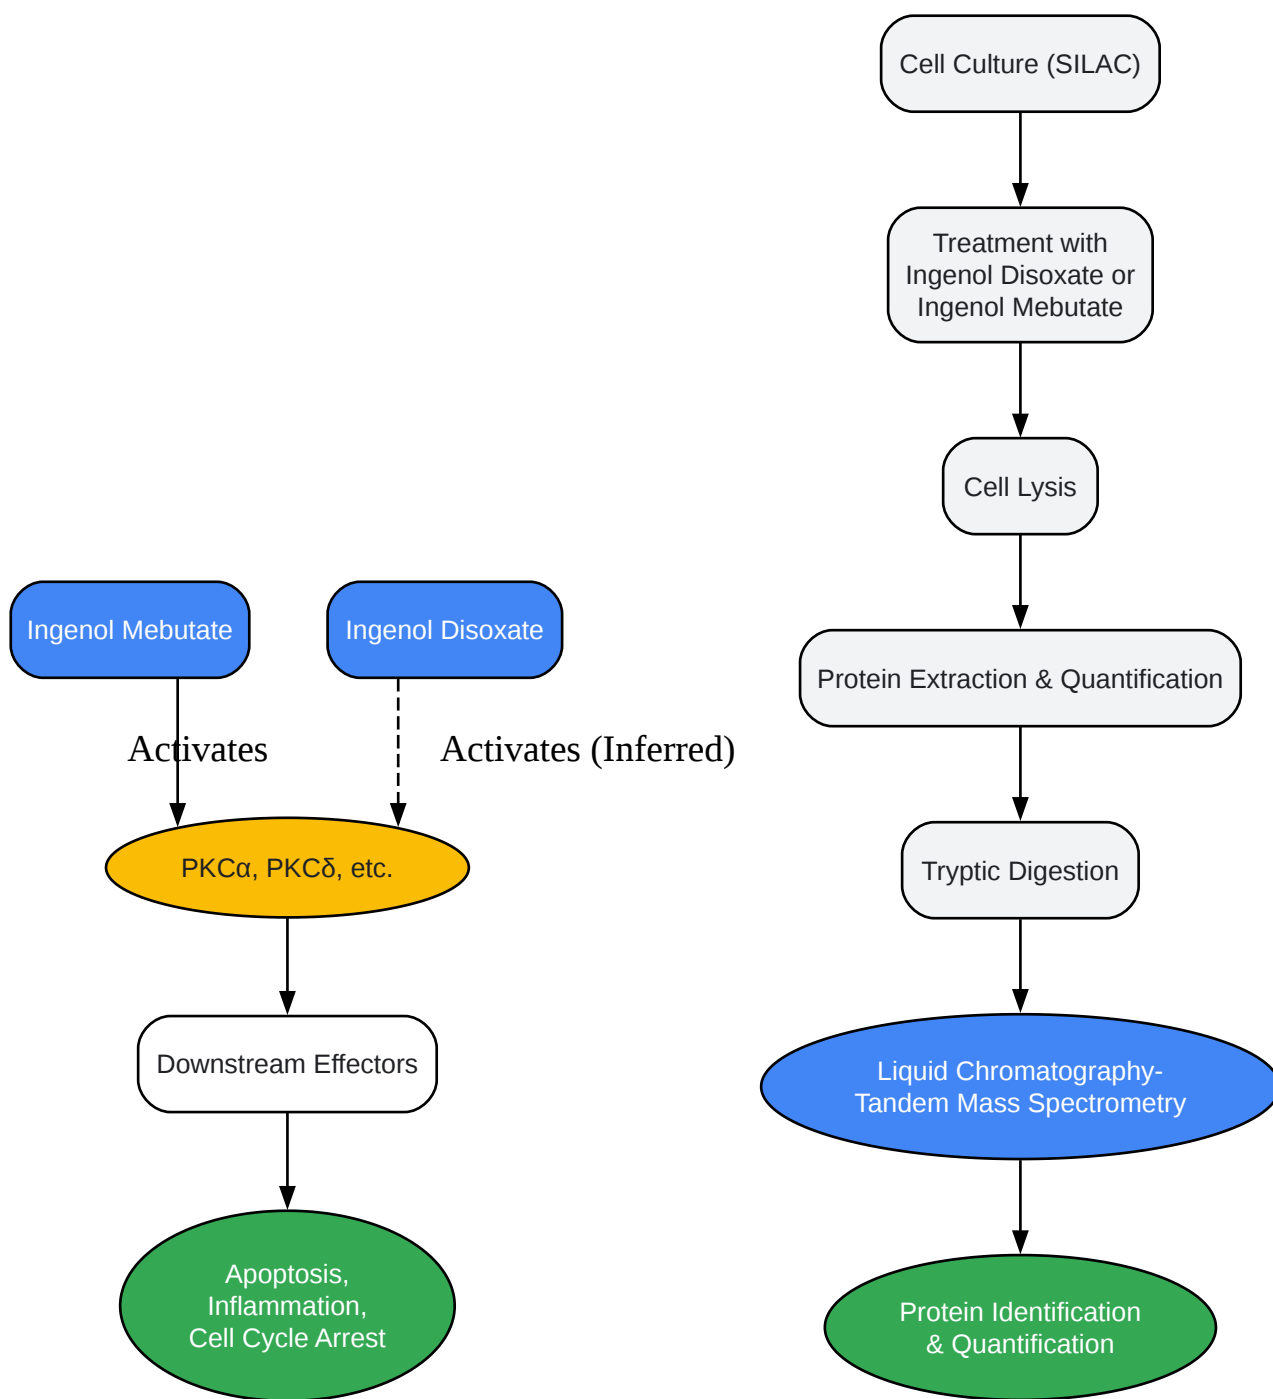 Ingenol Mebutate
Ingenol Disoxate
Activates
Activates (Inferred)
PKCα, PKCδ, etc.
Downstream Effectors
Apoptosis,
Inflammation,
Cell Cycle Arrest
Cell Culture (SILAC)
Treatment with
Ingenol Disoxate or
Ingenol Mebutate
Cell Lysis
Protein Extraction & Quantification
Tryptic Digestion
Liquid Chromatography-
Tandem Mass Spectrometry
Protein Identification
& Quantification